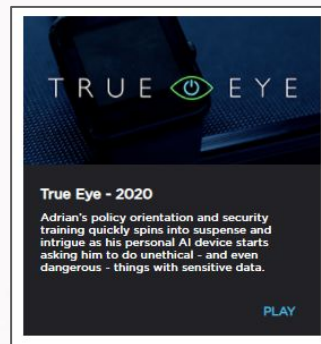 TRUE EYE
True Eye - 2020
Adrian's policy orientation and security
training quickly spins into suspense and
intrigue as his personal AI device starts
asking him to do unethical - and even
dangerous - things with sensitive data.
PLAY